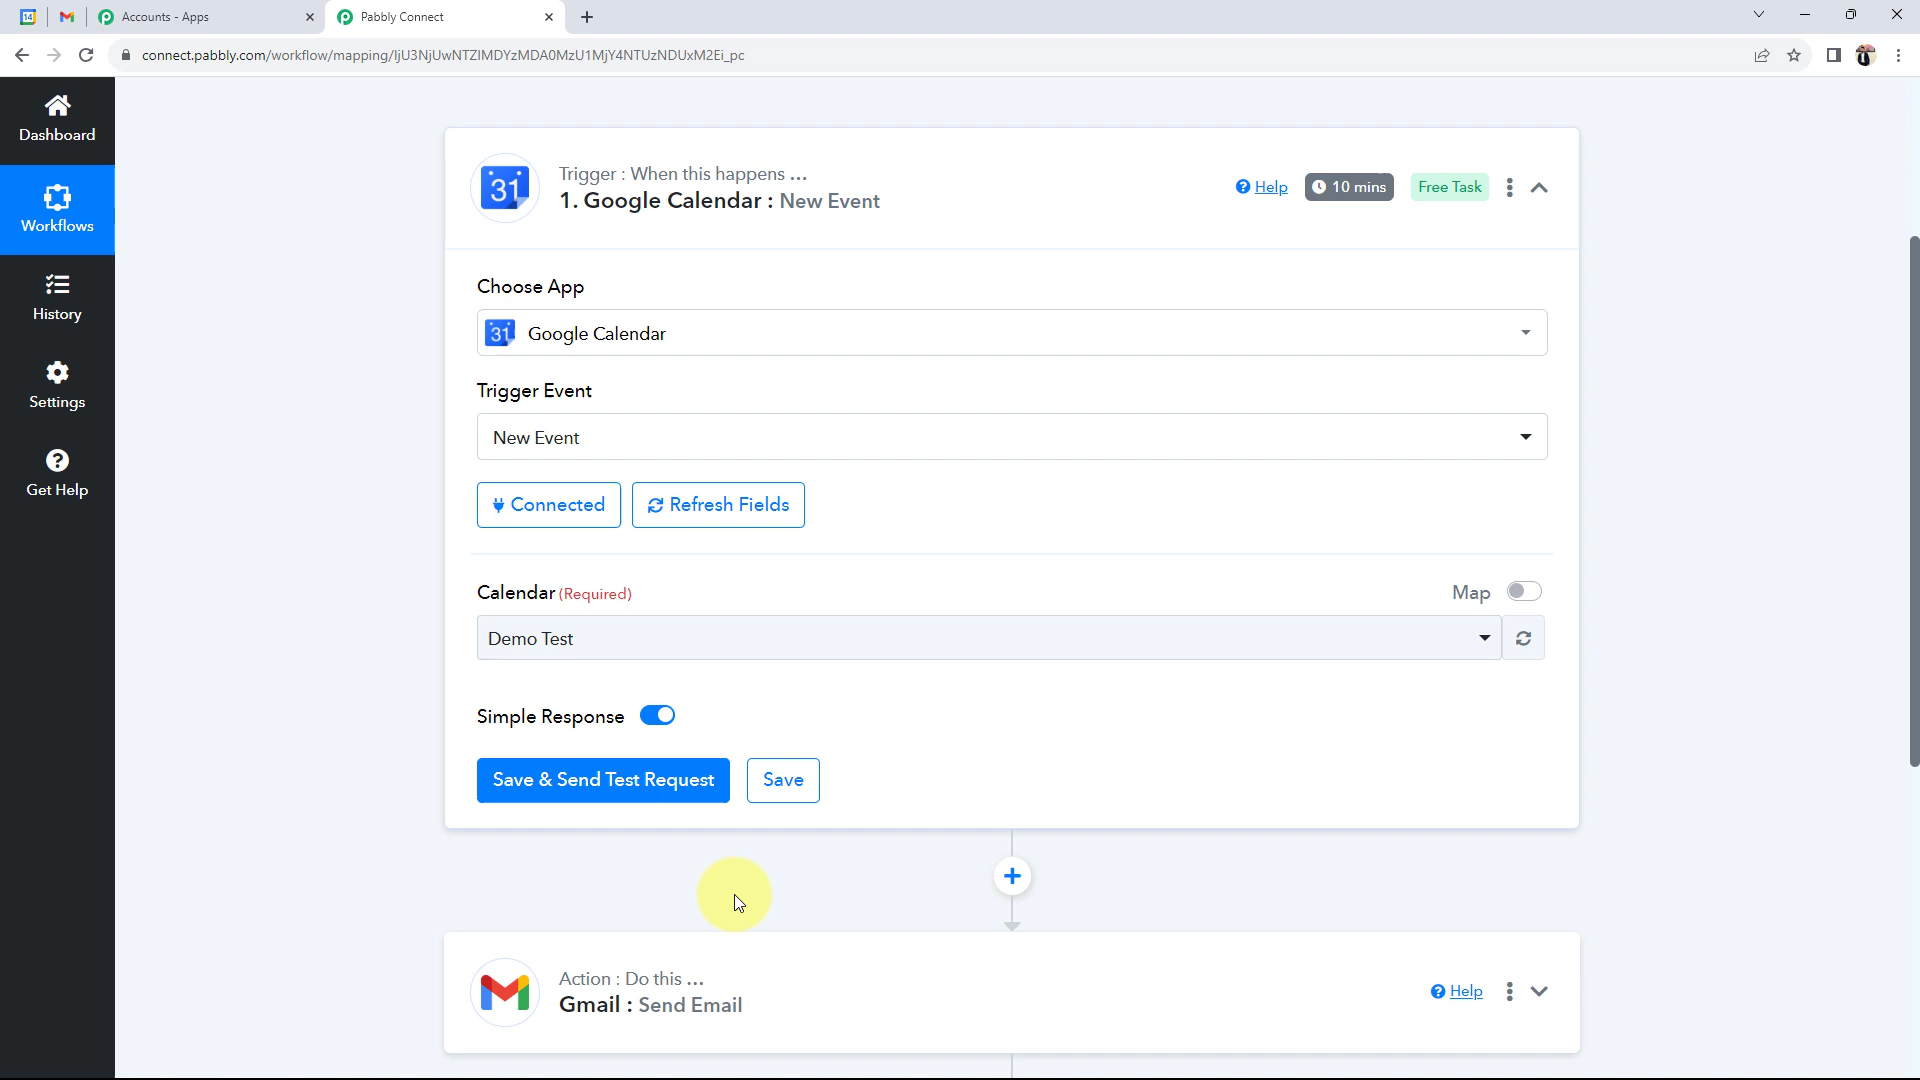 14
Accounts - Apps
Pabbly Connect
connect.pabbly.com/workflow/mapping/IjU3NjUwNTZlMDYzMDA0MzU1MjY4NTUzNDUxM2Ei_pc
Dashboard
Workflows
History
Settings
Get Help
31
Trigger : When this happens ...
1. Google Calendar : New Event
Help
10 mins
Free Task
Choose App
31
Google Calendar
Trigger Event
New Event
Connected
Refresh Fields
Calendar (Required)
Map
Demo Test
Simple Response
Save & Send Test Request
Save
Action : Do this ...
Gmail : Send Email
Help